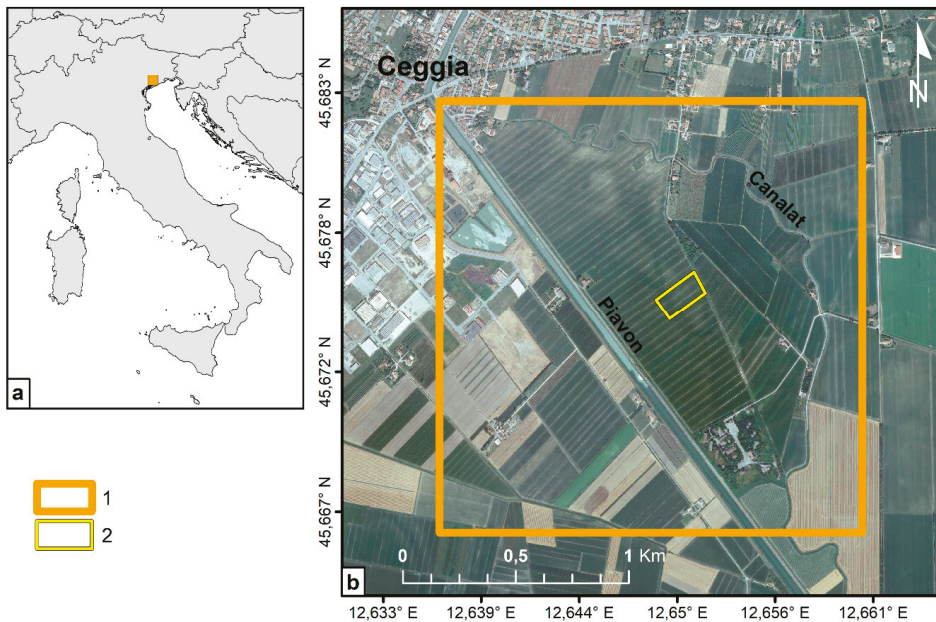 a
1
2
Ceggia
N
Canalat
Piavon
45,683° N
45,678° N
45,672° N
45,667° N
0 0,5 1 Km
b
12,633° E 12,639° E 12,644° E 12,65° E 12,656° E 12,661° E